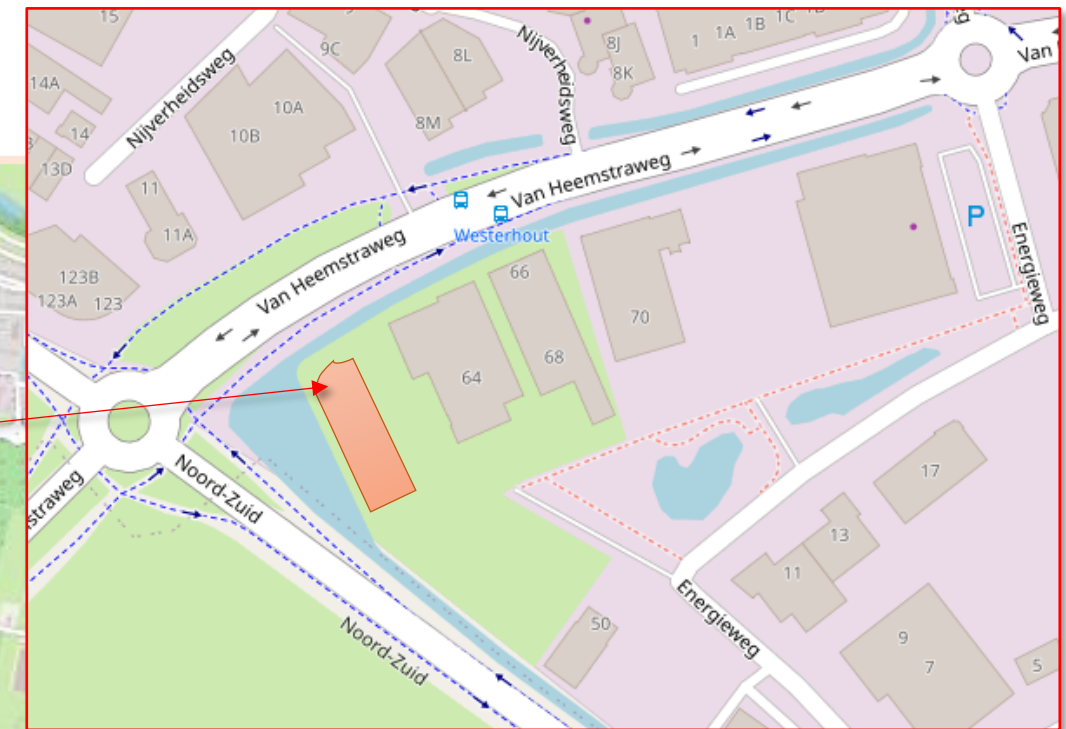 15
9C
8L
8J
8K
1
1A
1B
1C
Van
14A
Nijverheidsweg
Nijverheidsweg
10A
10B
8M
14
13D
11
11A
Van Heemstraweg
Westerhout
Van Heemstraweg
P
Energieweg
123B
123A
123
66
70
68
64
straweg
Noord-Zuid
17
13
11
Energieweg
50
Noord-Zuid
9
7
5